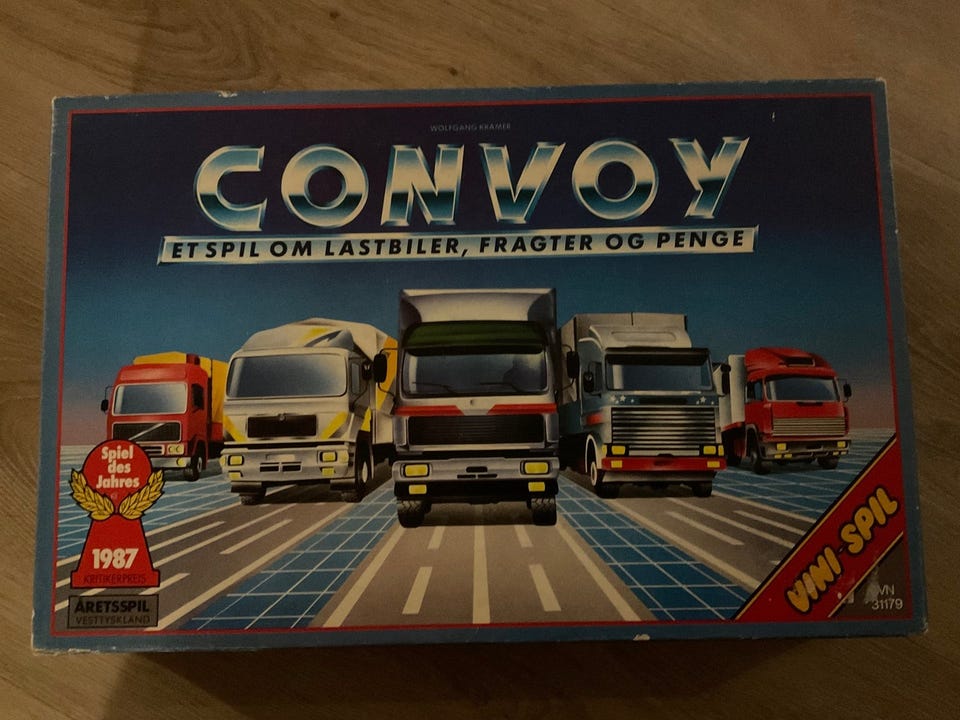 WOLFGANG KRAMER
CONVOY
ET SPIL OM LASTBILER, FRAGTER OG PENGE
Spiel
des
Jahres
1987
KRITIKERPREIS
ÅRETSSPIL
VESTTYSKLAND
VINI-SPIL
VN
31179